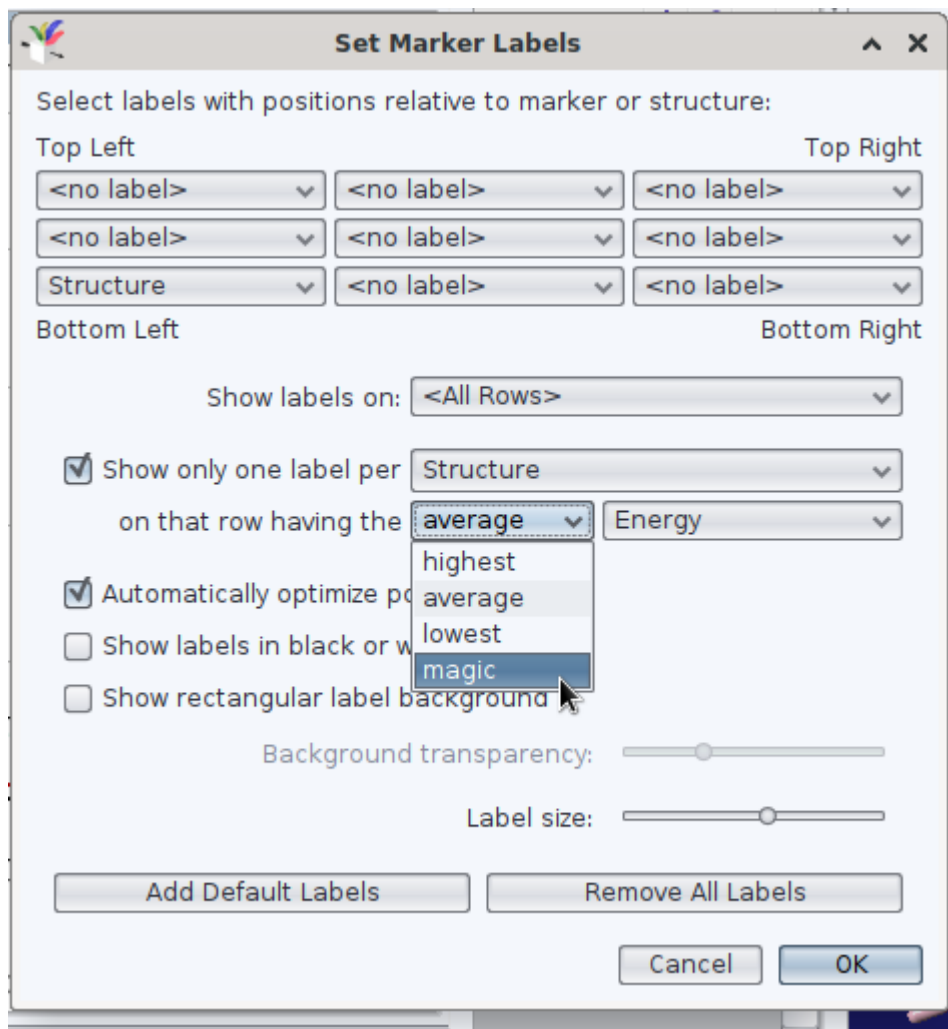 Set Marker Labels
Select labels with positions relative to marker or structure:
Top Left Top Right
<no label> <no label> <no label>
<no label> <no label> <no label>
Structure <no label> <no label>
Bottom Left Bottom Right
Show labels on: <All Rows>
Show only one label per Structure
on that row having the average Energy
highest
Automatically optimize
average
lowest
Show labels in black or
magic
Show rectangular label background
Background transparency:
Label size:
Add Default Labels Remove All Labels
Cancel OK